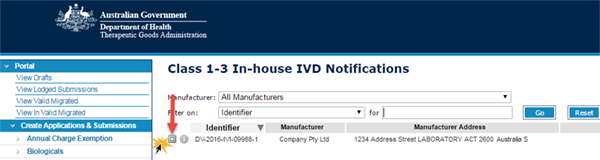 Australian Government
Department of Health
Therapeutic Goods Administration
Portal
View Drafts
View Lodged Submissions
View Valid Migrated
View In Valid Migrated
Create Applications & Submissions
Annual Charge Exemption
Biologicals
Class 1-3 In-house IVD Notifications
Manufacturer: All Manufacturers
Filter on: Identifier for Go Reset
Identifier Manufacturer Manufacturer Address
DV-2016-IVI-09986-1 Company Pty Ltd 1234 Address Street LABORATORY ACT 2600 Australia S